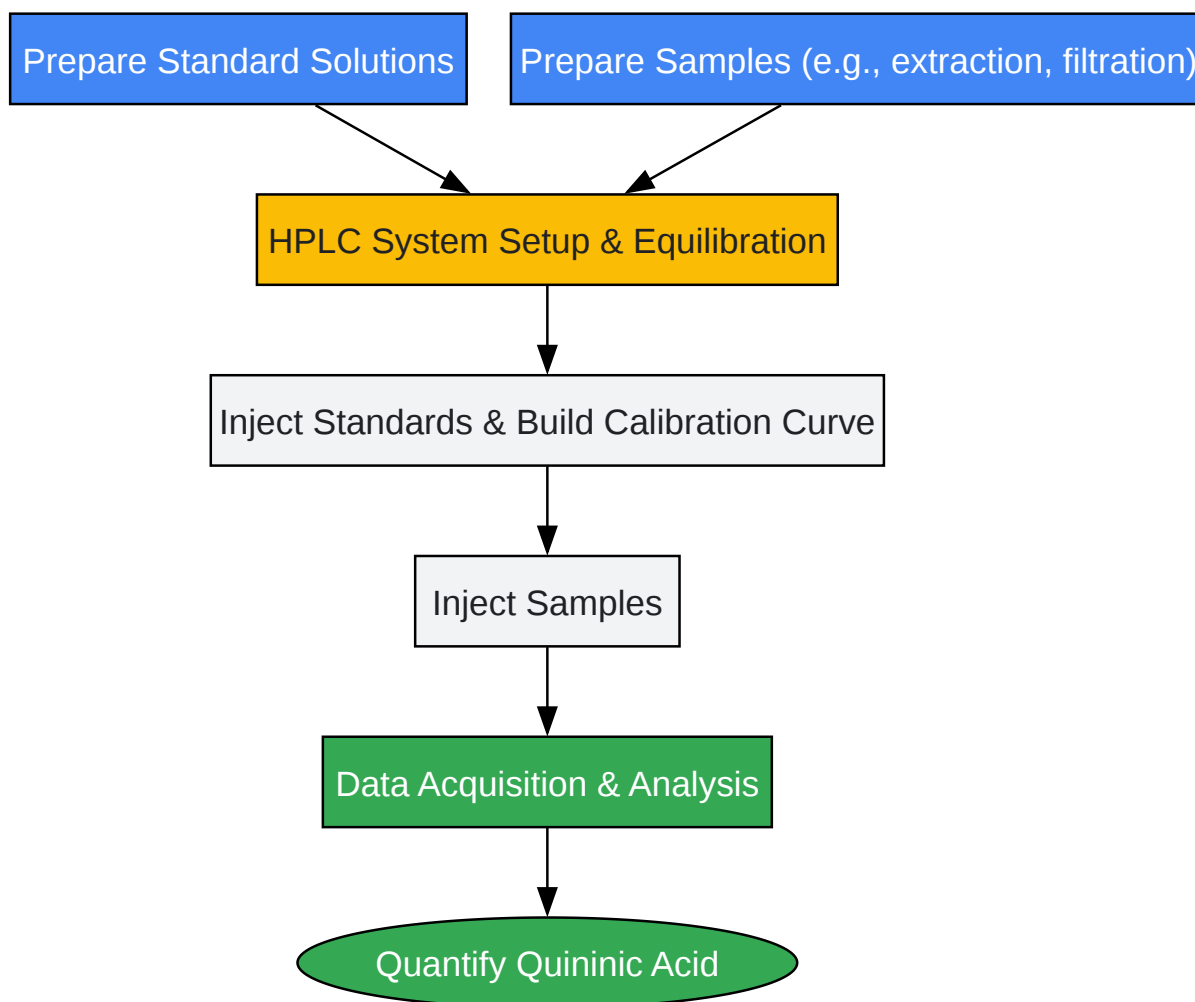 Prepare Standard Solutions
Prepare Samples (e.g., extraction, filtration)
HPLC System Setup & Equilibration
Inject Standards & Build Calibration Curve
Inject Samples
Data Acquisition & Analysis
Quantify Quininic Acid